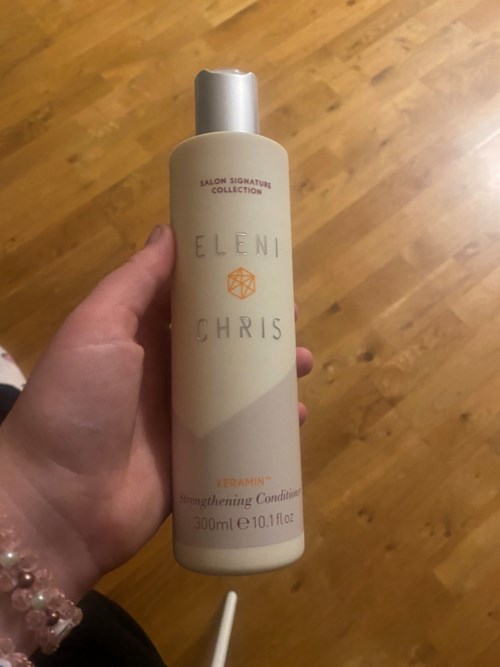 SALON SIGNATURE
COLLECTION
ELENI
CHRIS
KERAMIN™
Strengthening Conditioner
300ml ℮ 10.1 fl oz